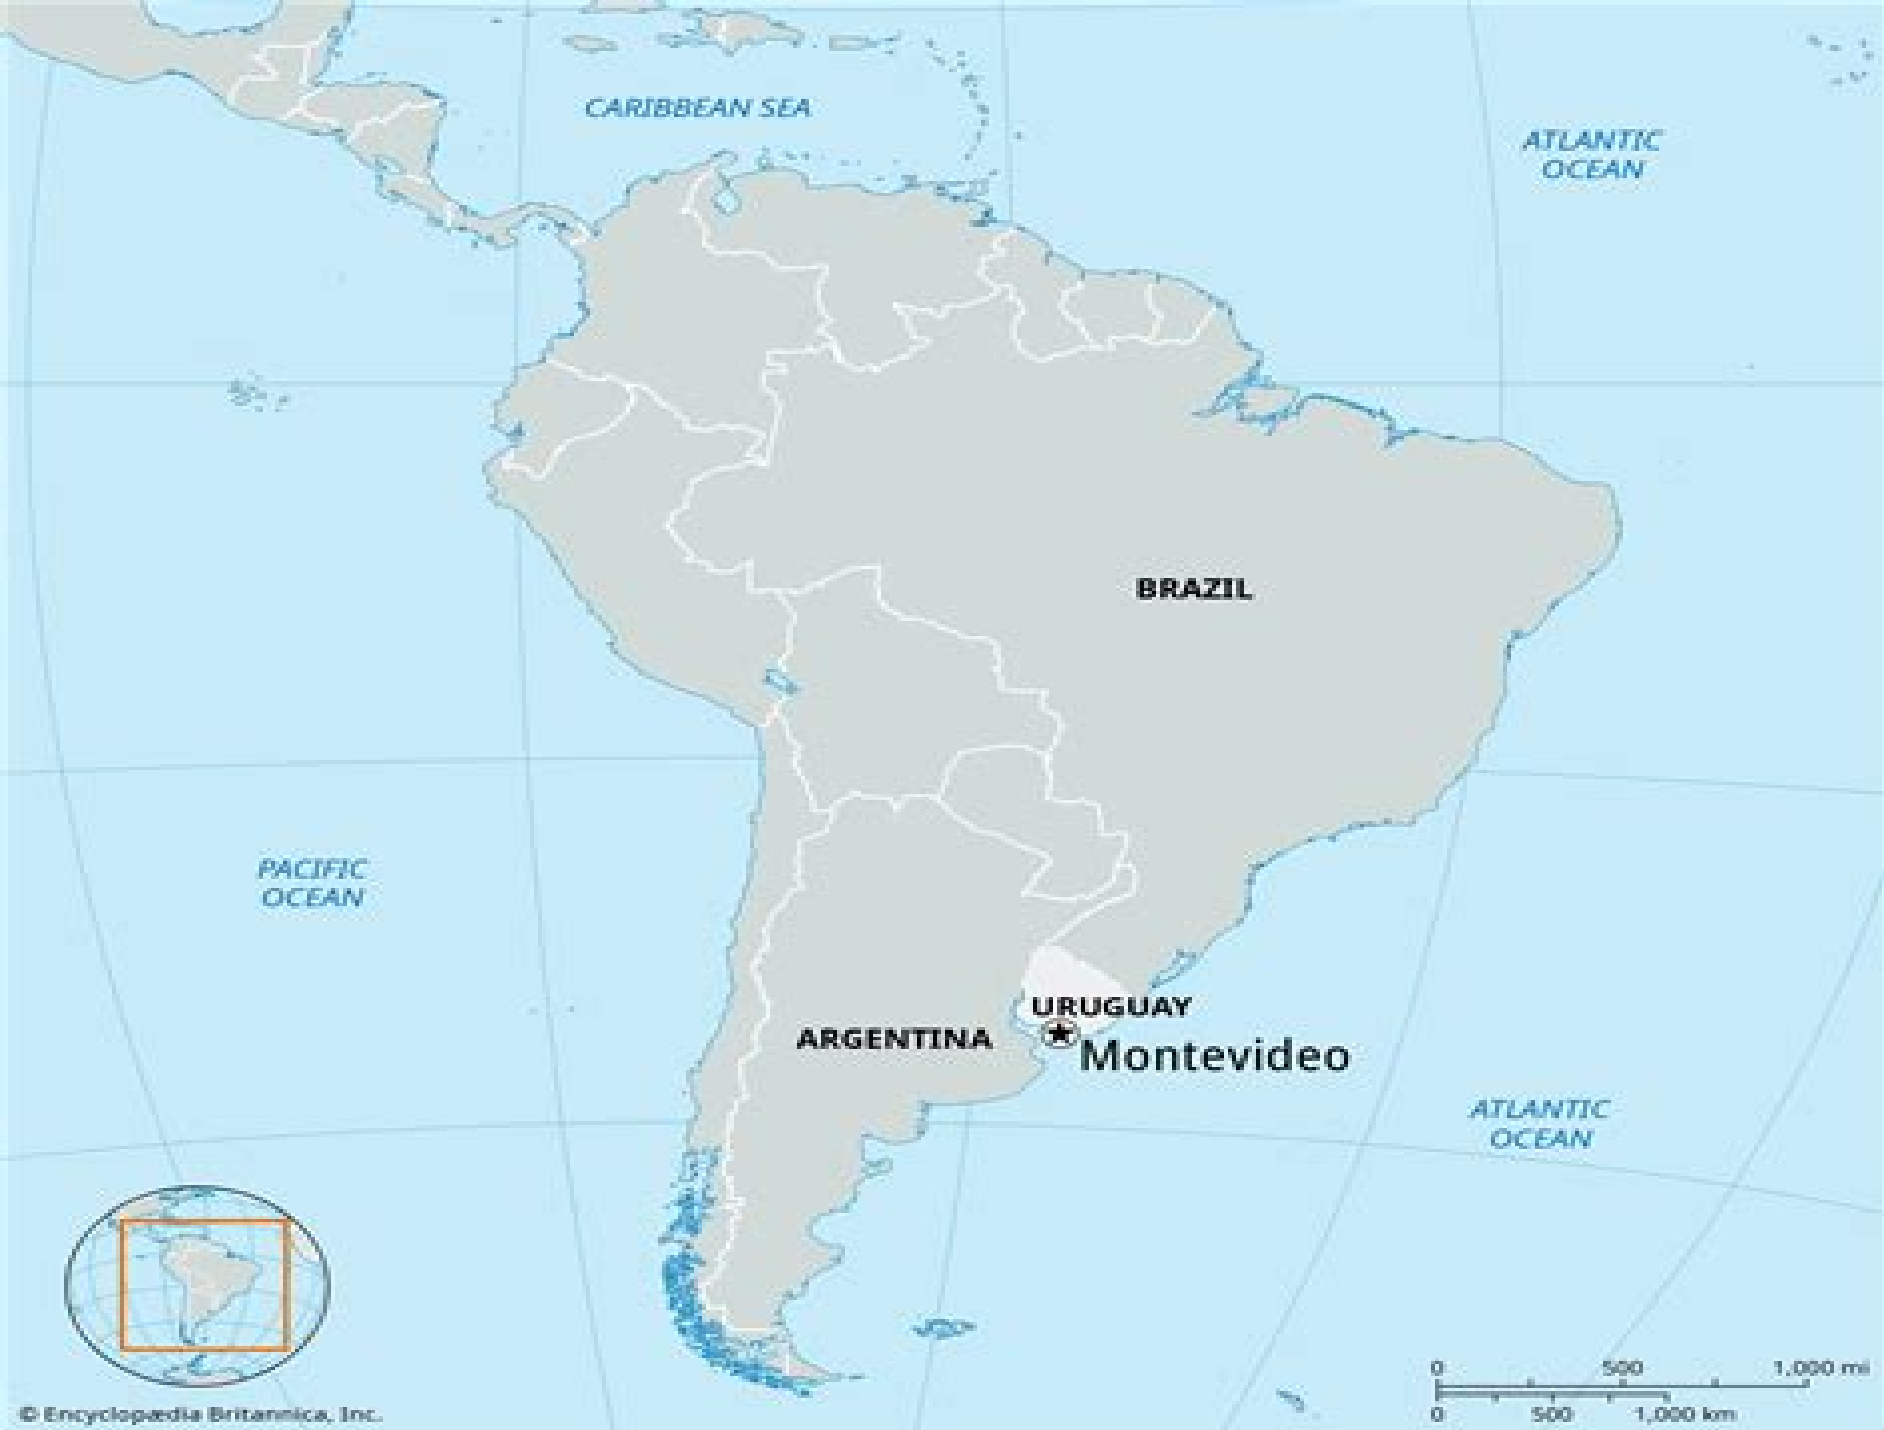 CARIBBEAN SEA
ATLANTIC
OCEAN
BRAZIL
PACIFIC
OCEAN
URUGUAY
ARGENTINA
Montevideo
ATLANTIC
OCEAN
0 500 1,000 mi
0 500 1,000 km
© Encyclopædia Britannica, Inc.